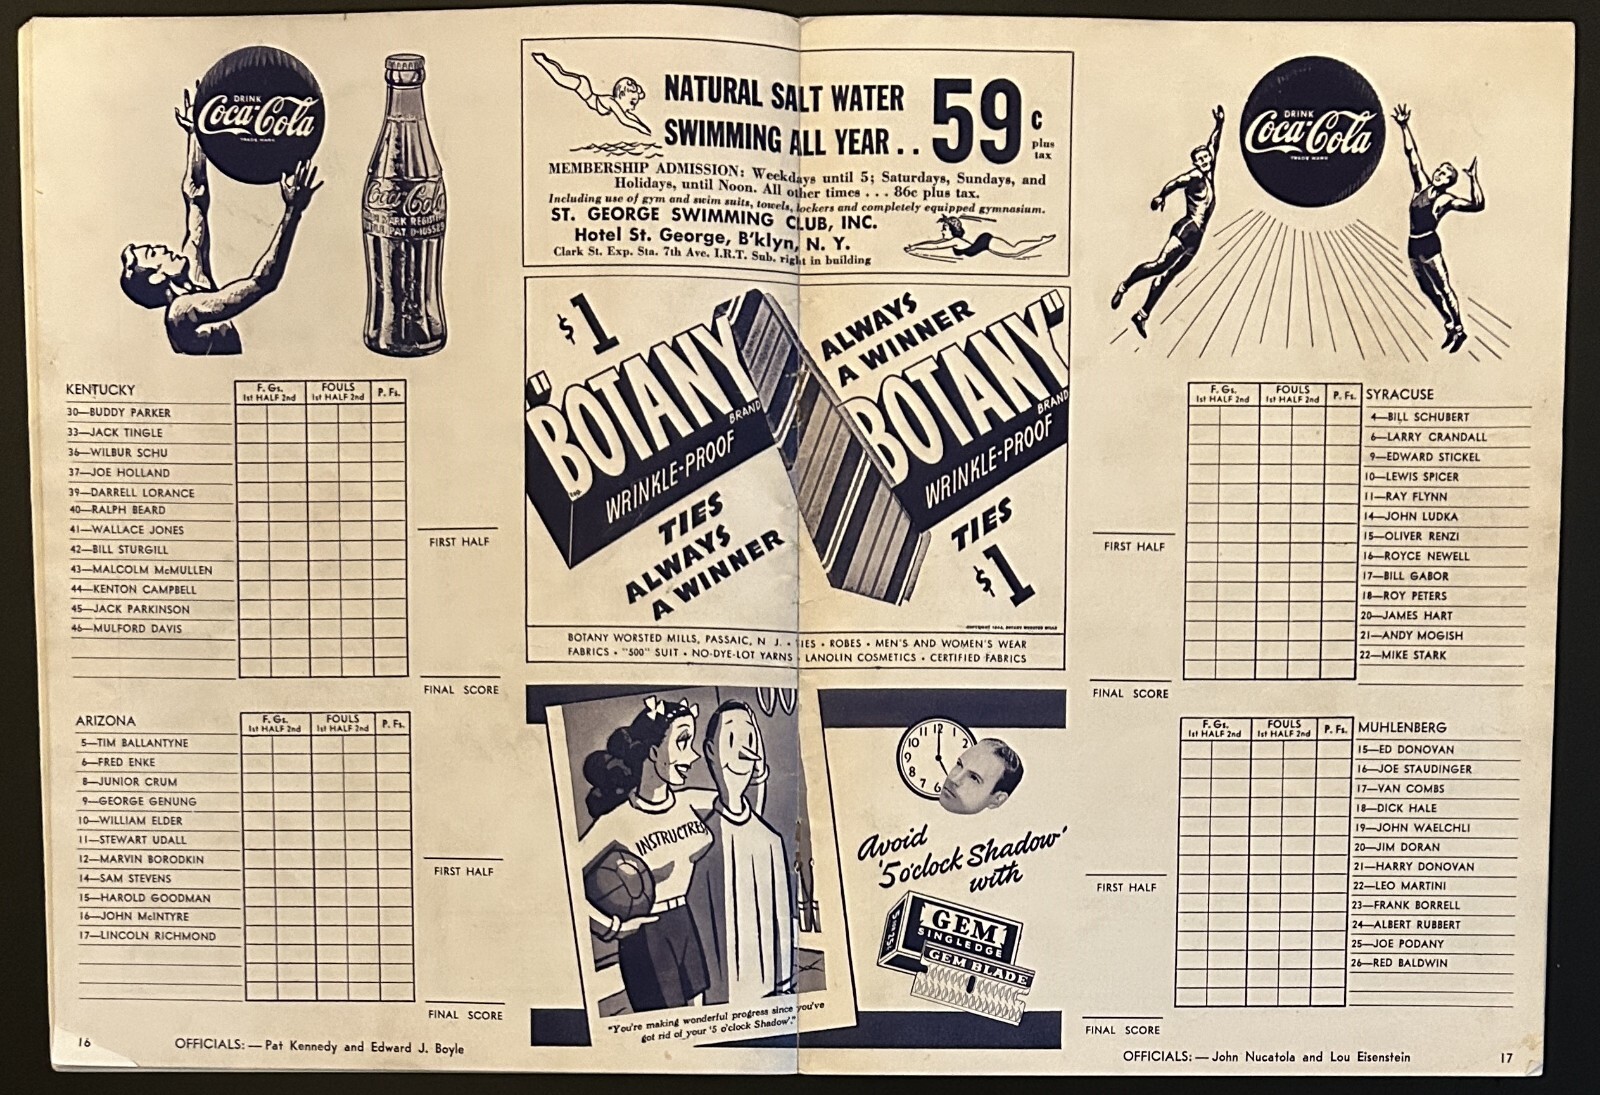 DRINK
Coca-Cola
TRADE MARK
Coca-Cola
NATURAL SALT WATER
SWIMMING ALL YEAR . . 59c plus tax
MEMBERSHIP ADMISSION: Weekdays until 5; Saturdays, Sundays, and
Holidays, until Noon. All other times . . . 86c plus tax.
Including use of gym and swim suits, towels, lockers and completely equipped gymnasium.
ST. GEORGE SWIMMING CLUB, INC.
Hotel St. George, B'klyn, N. Y.
Clark St. Exp. Sta. 7th Ave. I.R.T. Sub. right in building
DRINK
Coca-Cola
TRADE MARK
$1
"BOTANY
BRAND
WRINKLE-PROOF
TIES
ALWAYS
A WINNER
ALWAYS
A WINNER
BOTANY"
BRAND
WRINKLE-PROOF
TIES
$1
BOTANY WORSTED MILLS, PASSAIC, N. J. • TIES • ROBES • MEN'S AND WOMEN'S WEAR
FABRICS • "500" SUIT • NO-DYE-LOT YARNS • LANOLIN COSMETICS • CERTIFIED FABRICS
KENTUCKY
F. Gs. FOULS P. Fs.
1st HALF 2nd 1st HALF 2nd
30—BUDDY PARKER
33—JACK TINGLE
36—WILBUR SCHU
37—JOE HOLLAND
39—DARRELL LORANCE
40—RALPH BEARD
41—WALLACE JONES
42—BILL STURGILL
43—MALCOLM McMULLEN
44—KENTON CAMPBELL
45—JACK PARKINSON
46—MULFORD DAVIS
FIRST HALF
FINAL SCORE
ARIZONA
F. Gs. FOULS P. Fs.
1st HALF 2nd 1st HALF 2nd
5—TIM BALLANTYNE
6—FRED ENKE
8—JUNIOR CRUM
9—GEORGE GENUNG
10—WILLIAM ELDER
11—STEWART UDALL
12—MARVIN BORODKIN
14—SAM STEVENS
15—HAROLD GOODMAN
16—JOHN McINTYRE
17—LINCOLN RICHMOND
FIRST HALF
FINAL SCORE
16
OFFICIALS: — Pat Kennedy and Edward J. Boyle
INSTRUCTRESS
"You're making wonderful progress since you've
got rid of your '5 o'clock Shadow'."
10 11 12 1 2
9
8
7 6
Avoid
'5 o'clock Shadow'
with
GEM
SINGLEDGE
GEM BLADE
SYRACUSE
F. Gs. FOULS P. Fs.
1st HALF 2nd 1st HALF 2nd
4—BILL SCHUBERT
6—LARRY CRANDALL
9—EDWARD STICKEL
10—LEWIS SPICER
11—RAY FLYNN
14—JOHN LUDKA
15—OLIVER RENZI
16—ROYCE NEWELL
17—BILL GABOR
18—ROY PETERS
20—JAMES HART
21—ANDY MOGISH
22—MIKE STARK
FIRST HALF
FINAL SCORE
MUHLENBERG
F. Gs. FOULS P. Fs.
1st HALF 2nd 1st HALF 2nd
15—ED DONOVAN
16—JOE STAUDINGER
17—VAN COMBS
18—DICK HALE
19—JOHN WAELCHLI
20—JIM DORAN
21—HARRY DONOVAN
22—LEO MARTINI
23—FRANK BORRELL
24—ALBERT RUBBERT
25—JOE PODANY
26—RED BALDWIN
FIRST HALF
FINAL SCORE
OFFICIALS: — John Nucatola and Lou Eisenstein
17